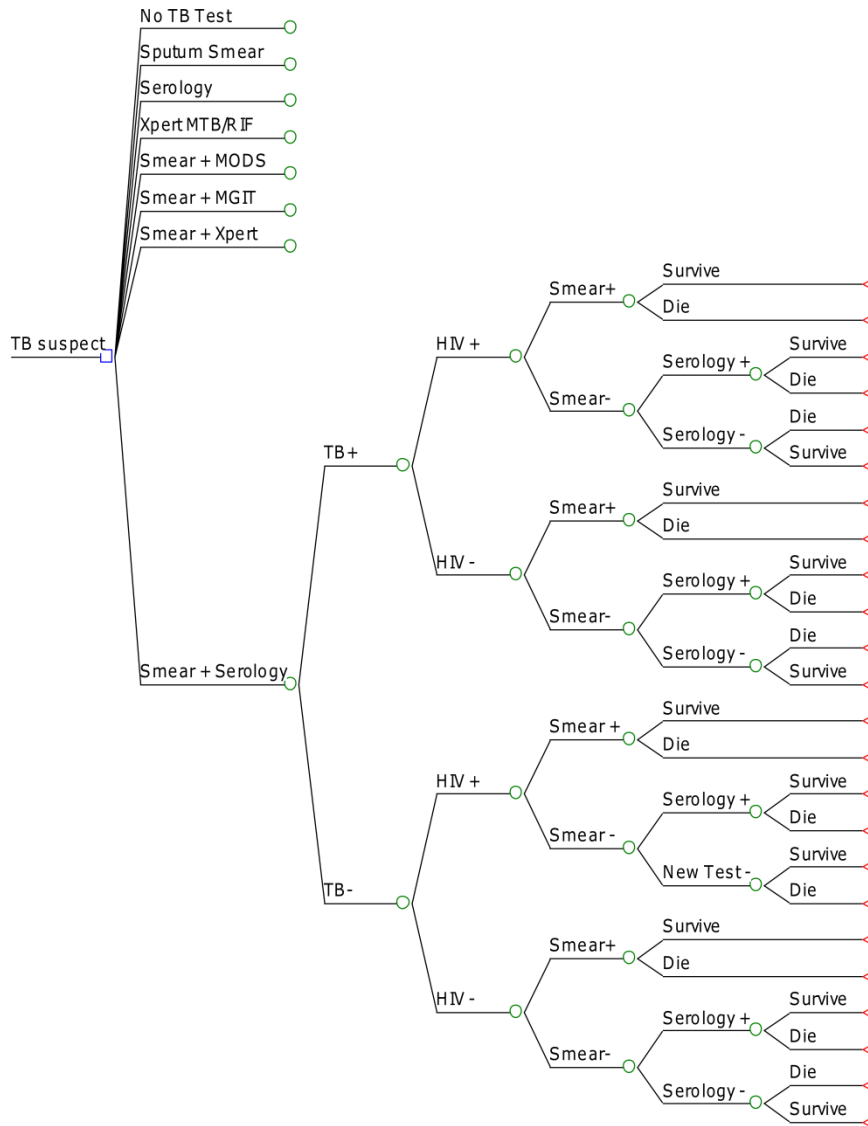 No TB Test
Sputum Smear
Serology
Xpert MTB/RIF
Smear + MODS
Smear + MGIT
Smear + Xpert
TB suspect
Smear + Serology
TB+
HIV +
Smear+
Survive
Die
Smear-
Serology +
Survive
Die
Serology -
Die
Survive
HIV -
Smear+
Survive
Die
Smear-
Serology +
Survive
Die
Serology -
Die
Survive
TB-
HIV +
Smear +
Survive
Die
Smear -
Serology +
Survive
Die
New Test -
Survive
Die
HIV -
Smear+
Survive
Die
Smear-
Serology +
Survive
Die
Serology -
Die
Survive